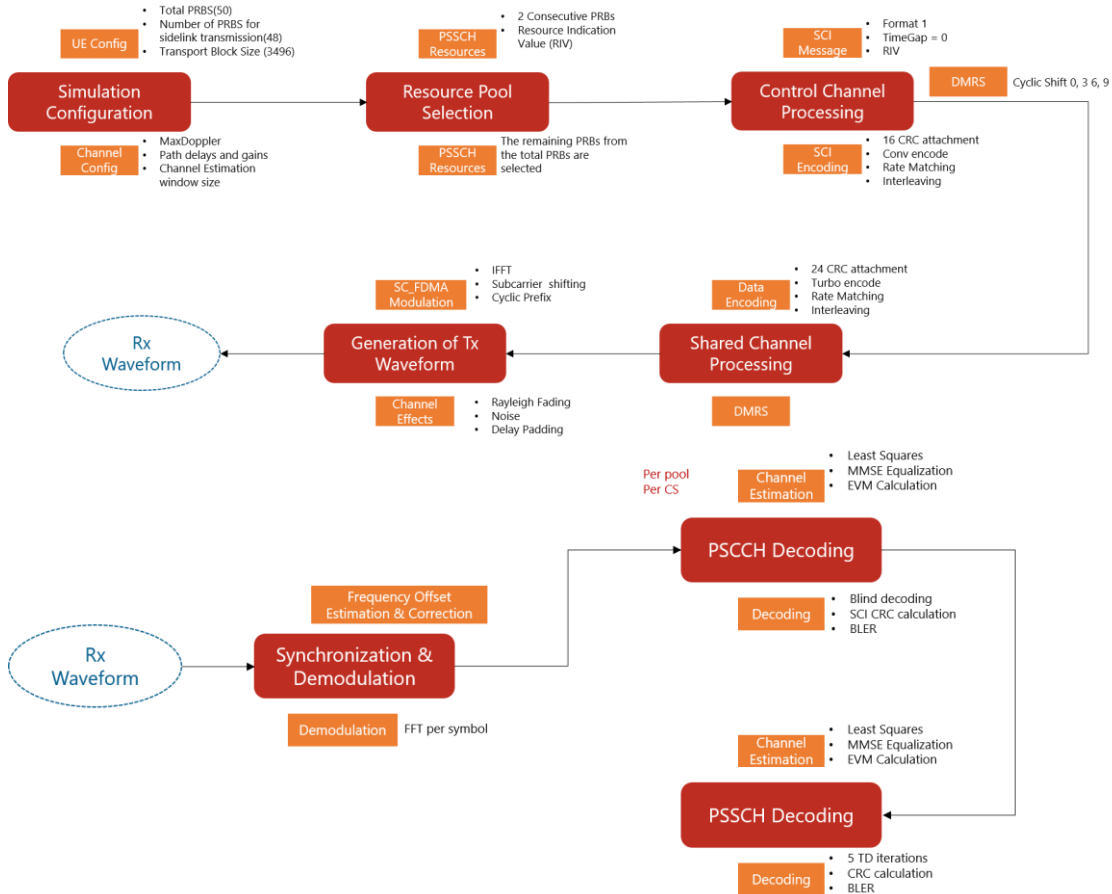 • Total PRBS(50)
• Number of PRBS for
sidelink transmission(48)
• Transport Block Size (3496)
UE Config
Simulation
Configuration
Channel
Config
• MaxDoppler
• Path delays and gains
• Channel Estimation
window size
PSSCH
Resources
• 2 Consecutive PRBs
• Resource Indication
Value (RIV)
Resource Pool
Selection
PSSCH
Resources
The remaining PRBs from
the total PRBs are
selected
SCI
Message
• Format 1
• TimeGap = 0
• RIV
Control Channel
Processing
DMRS
Cyclic Shift 0, 3 6, 9
SCI
Encoding
• 16 CRC attachment
• Conv encode
• Rate Matching
• Interleaving
Data
Encoding
• 24 CRC attachment
• Turbo encode
• Rate Matching
• Interleaving
Shared Channel
Processing
DMRS
SC_FDMA
Modulation
• IFFT
• Subcarrier shifting
• Cyclic Prefix
Generation of Tx
Waveform
Channel
Effects
• Rayleigh Fading
• Noise
• Delay Padding
Rx
Waveform
Rx
Waveform
Frequency Offset
Estimation & Correction
Synchronization &
Demodulation
Demodulation
FFT per symbol
Per pool
Per CS
Channel
Estimation
• Least Squares
• MMSE Equalization
• EVM Calculation
PSCCH Decoding
Decoding
• Blind decoding
• SCI CRC calculation
• BLER
Channel
Estimation
• Least Squares
• MMSE Equalization
• EVM Calculation
PSSCH Decoding
Decoding
• 5 TD iterations
• CRC calculation
• BLER